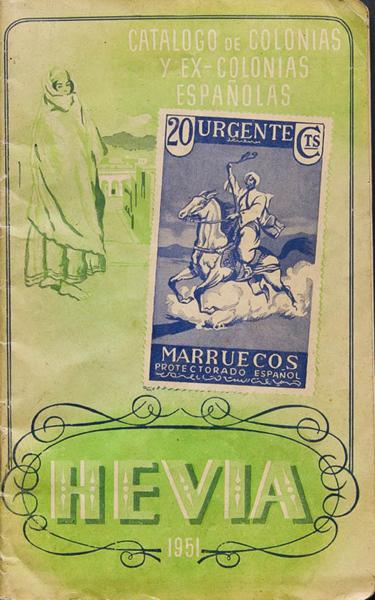 CATALOGO DE COLONIAS
Y EX-COLONIAS
ESPAÑOLAS
20 URGENTE CTS
MARRUECOS
PROTECTORADO ESPAÑOL
HEVIA
1951